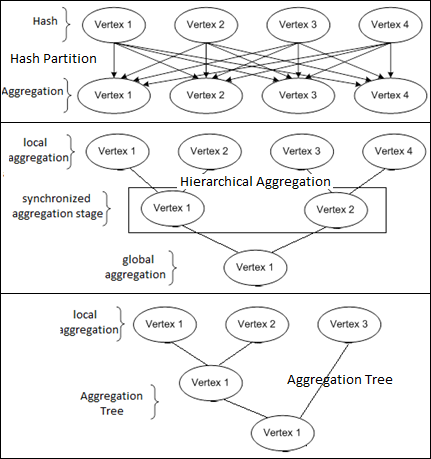 Hash
Vertex 1 Vertex 2 Vertex 3 Vertex 4
Hash Partition
Aggregation
Vertex 1 Vertex 2 Vertex 3 Vertex 4
local
aggregation
Vertex 1 Vertex 2 Vertex 3 Vertex 4
Hierarchical Aggregation
synchronized
aggregation stage
Vertex 1 Vertex 2
global
aggregation
Vertex 1
local
aggregation
Vertex 1 Vertex 2 Vertex 3
Vertex 1
Aggregation Tree
Aggregation
Tree
Vertex 1